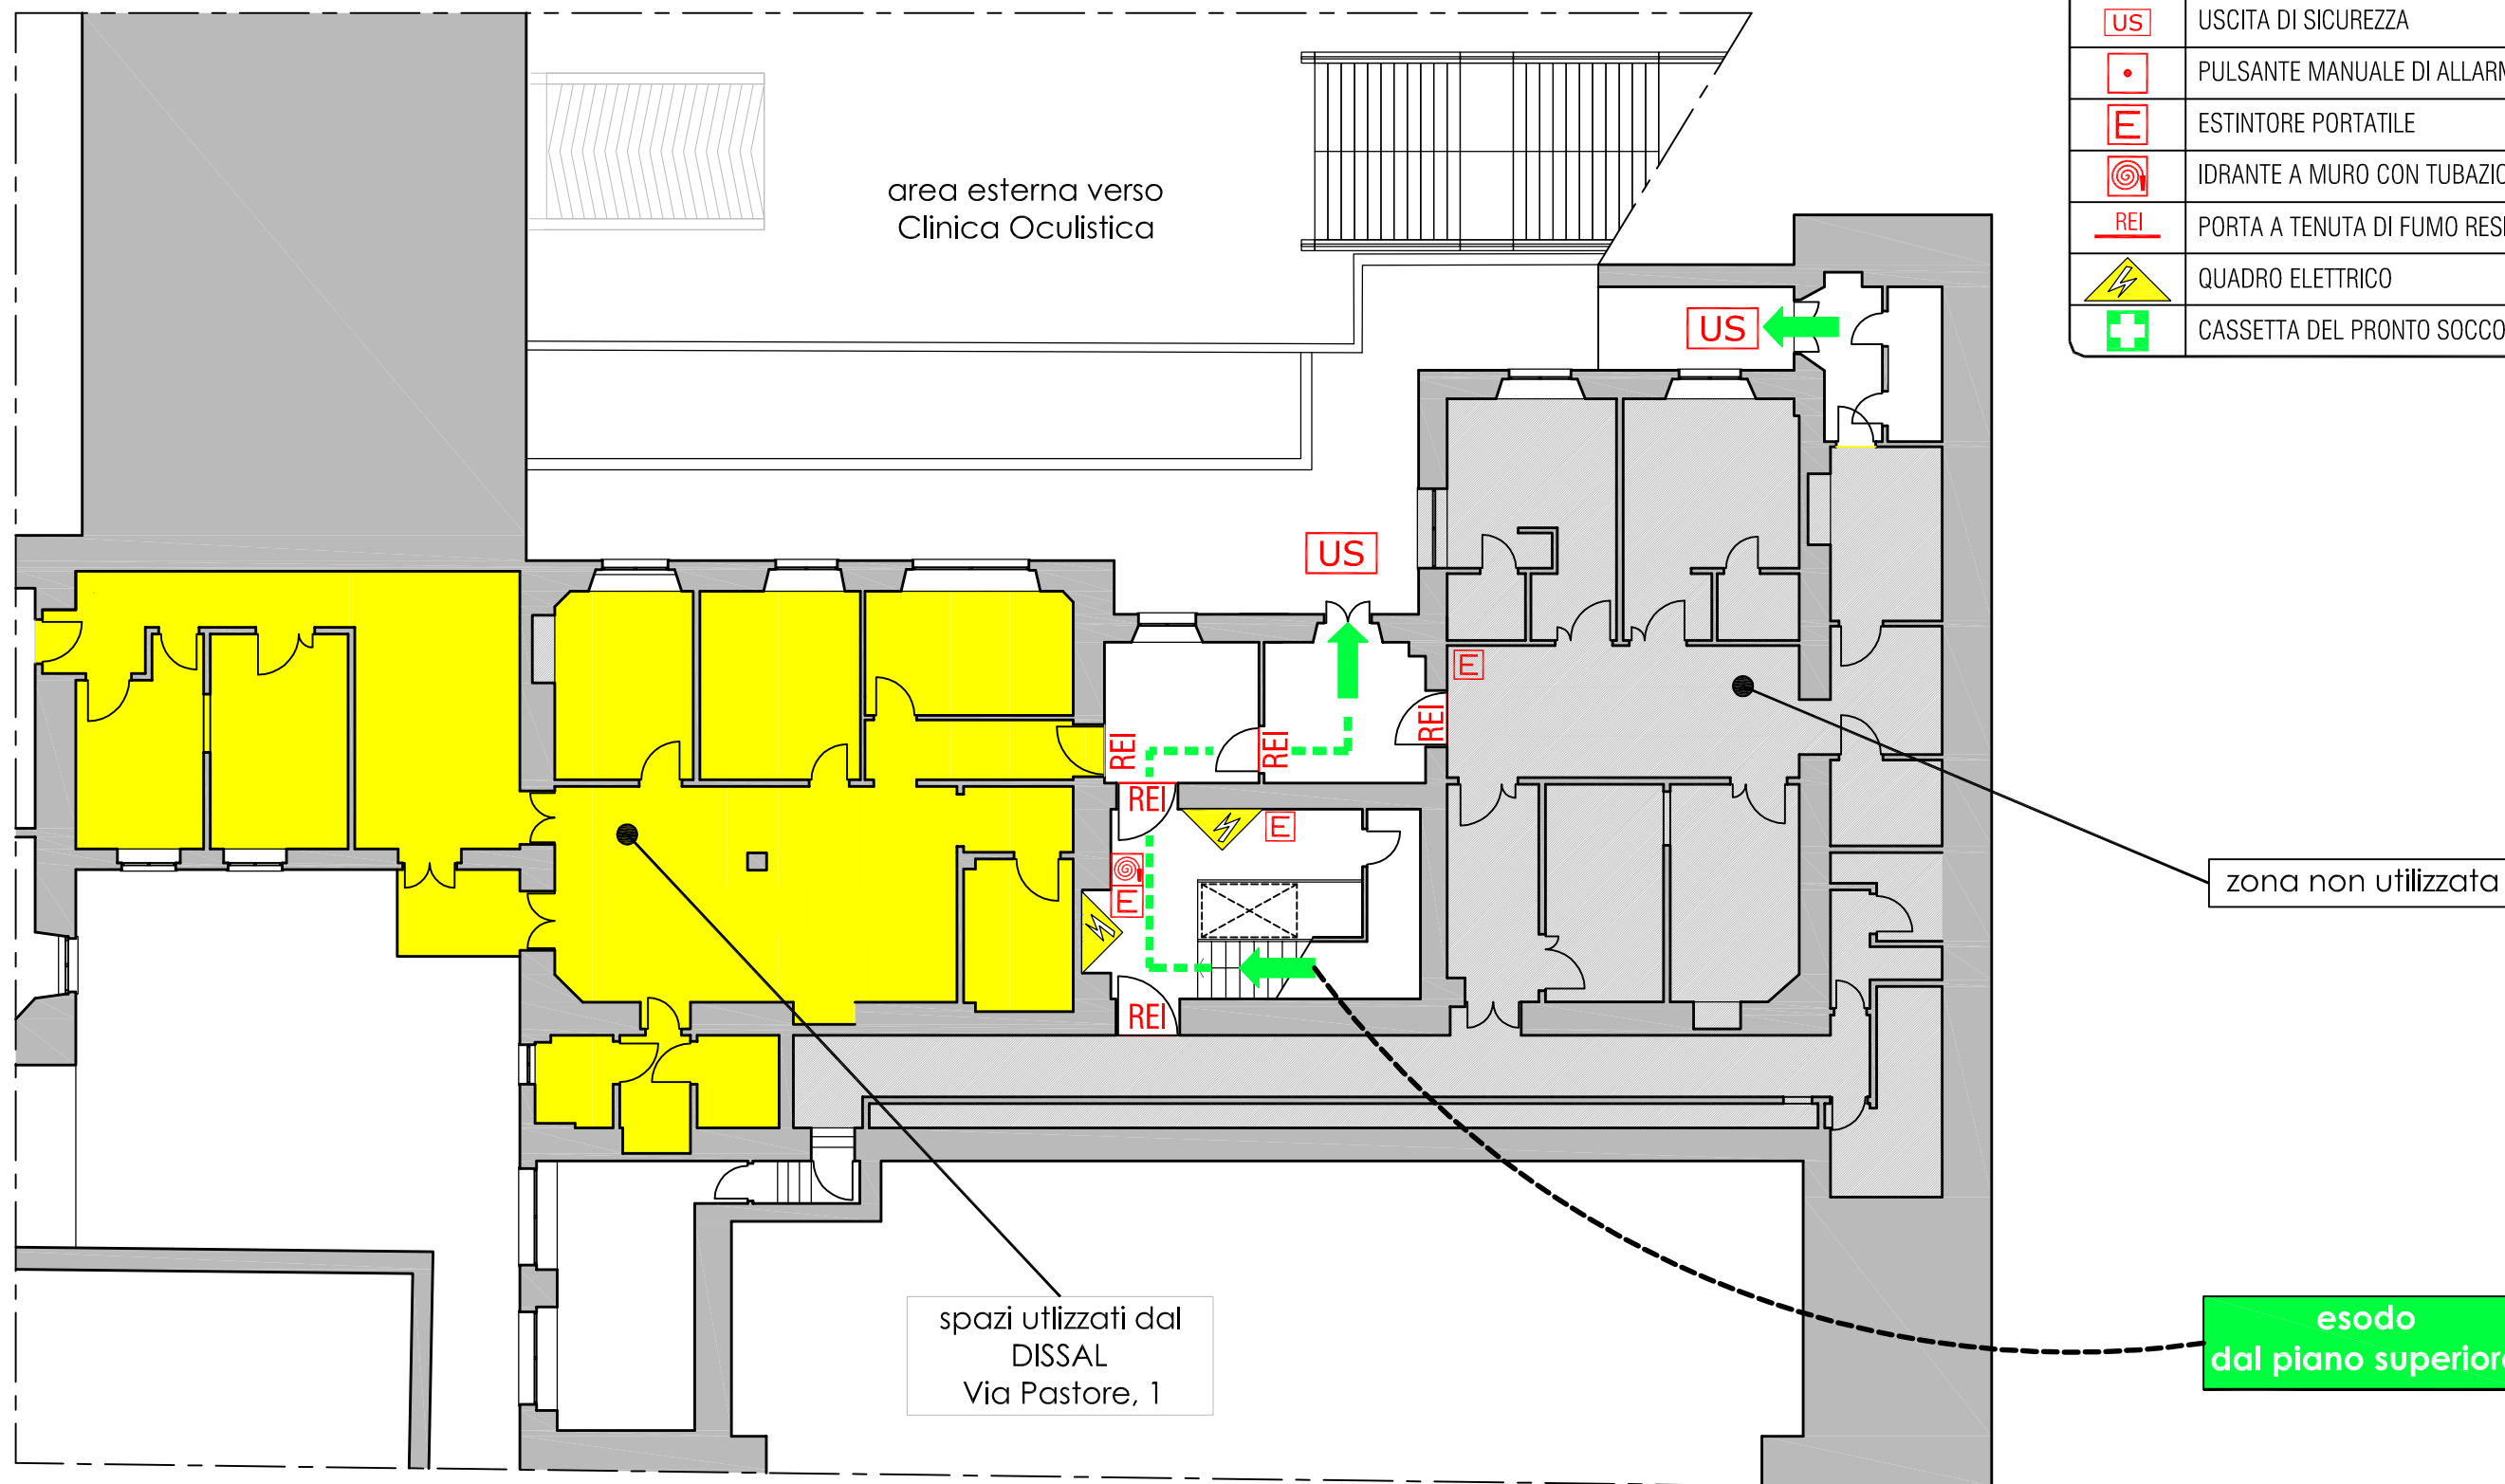 US USCITA DI SICUREZZA
PULSANTE MANUALE DI ALLARM
E ESTINTORE PORTATILE
IDRANTE A MURO CON TUBAZIO
REI PORTA A TENUTA DI FUMO RESI
QUADRO ELETTRICO
CASSETTA DEL PRONTO SOCCO
area esterna verso
Clinica Oculistica
US
US
E
REI
REI
REI
REI
E
E
REI
zona non utilizzata
spazi utlizzati dal
DISSAL
Via Pastore, 1
esodo
dal piano superiore